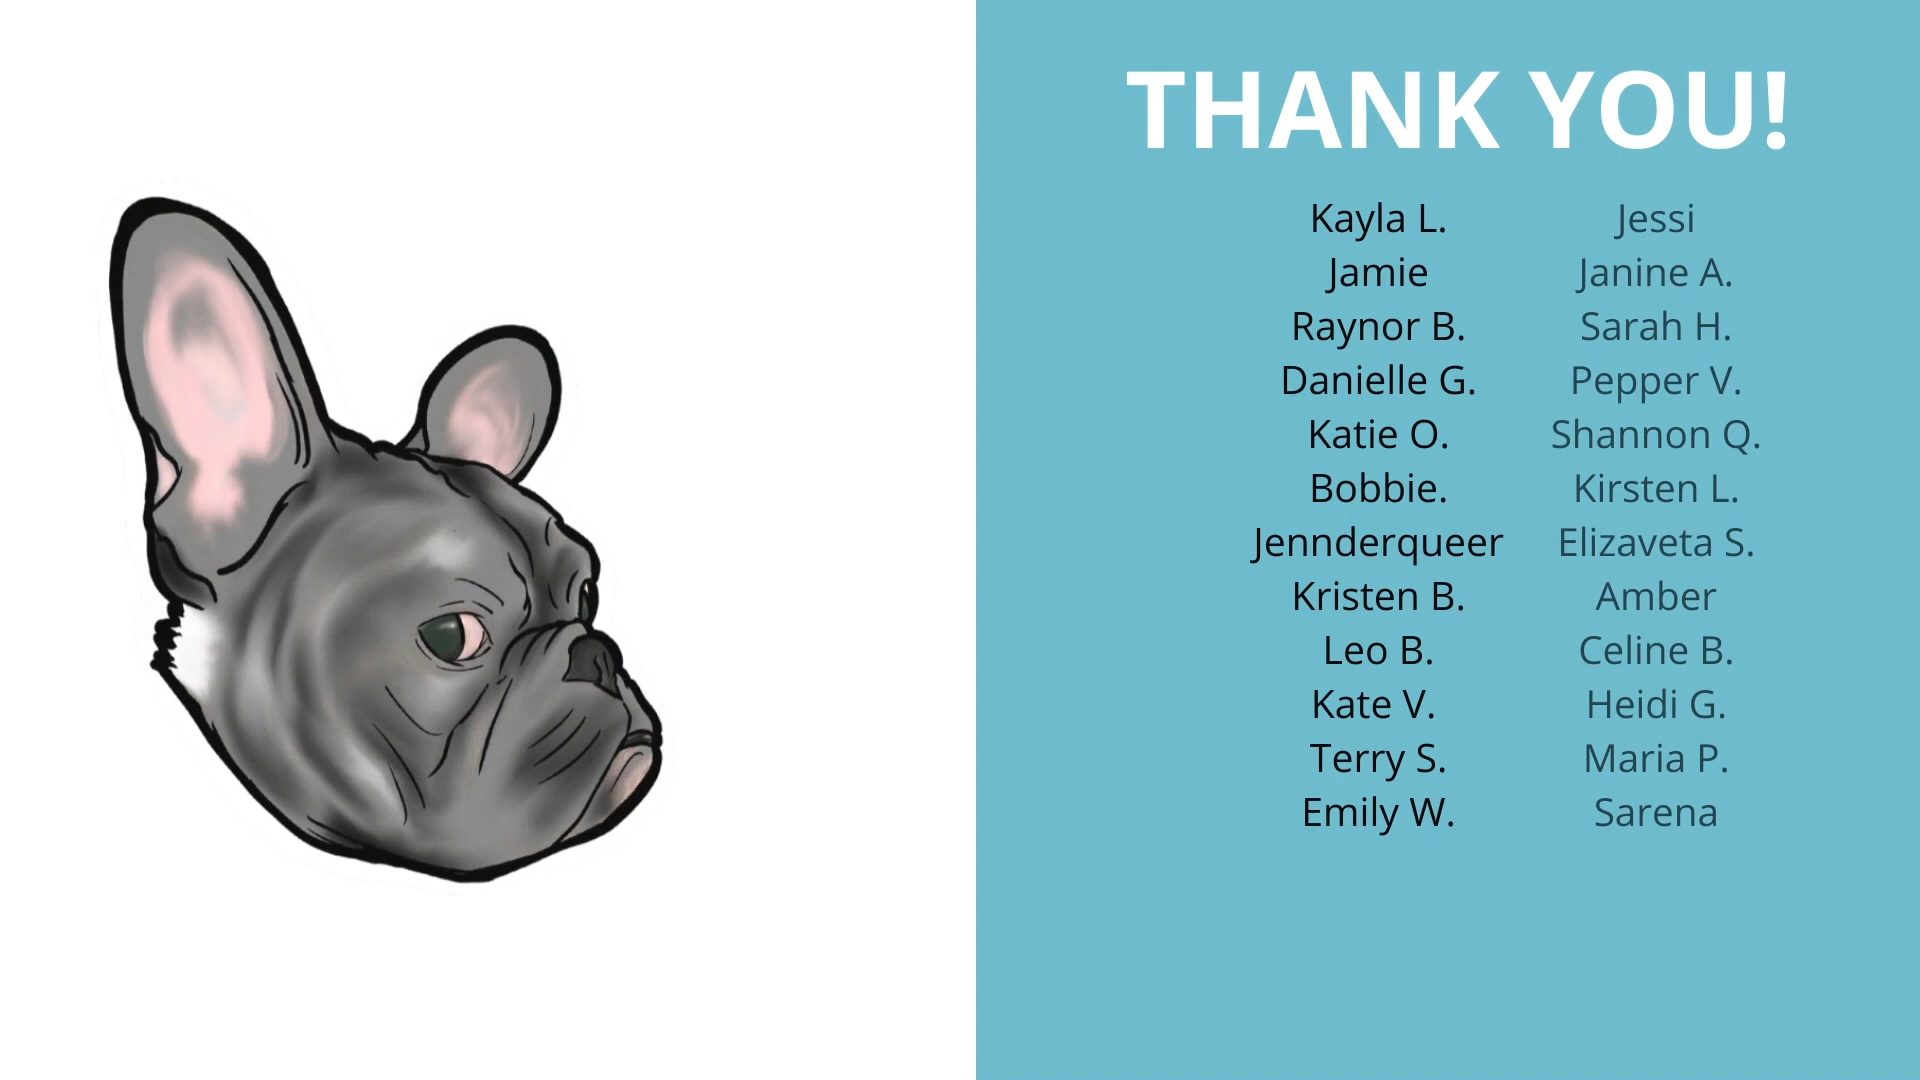 THANK YOU!
Kayla L.
Jamie
Raynor B.
Danielle G.
Katie O.
Bobbie.
Jennderqueer
Kristen B.
Leo B.
Kate V.
Terry S.
Emily W.
Jessi
Janine A.
Sarah H.
Pepper V.
Shannon Q.
Kirsten L.
Elizaveta S.
Amber
Celine B.
Heidi G.
Maria P.
Sarena